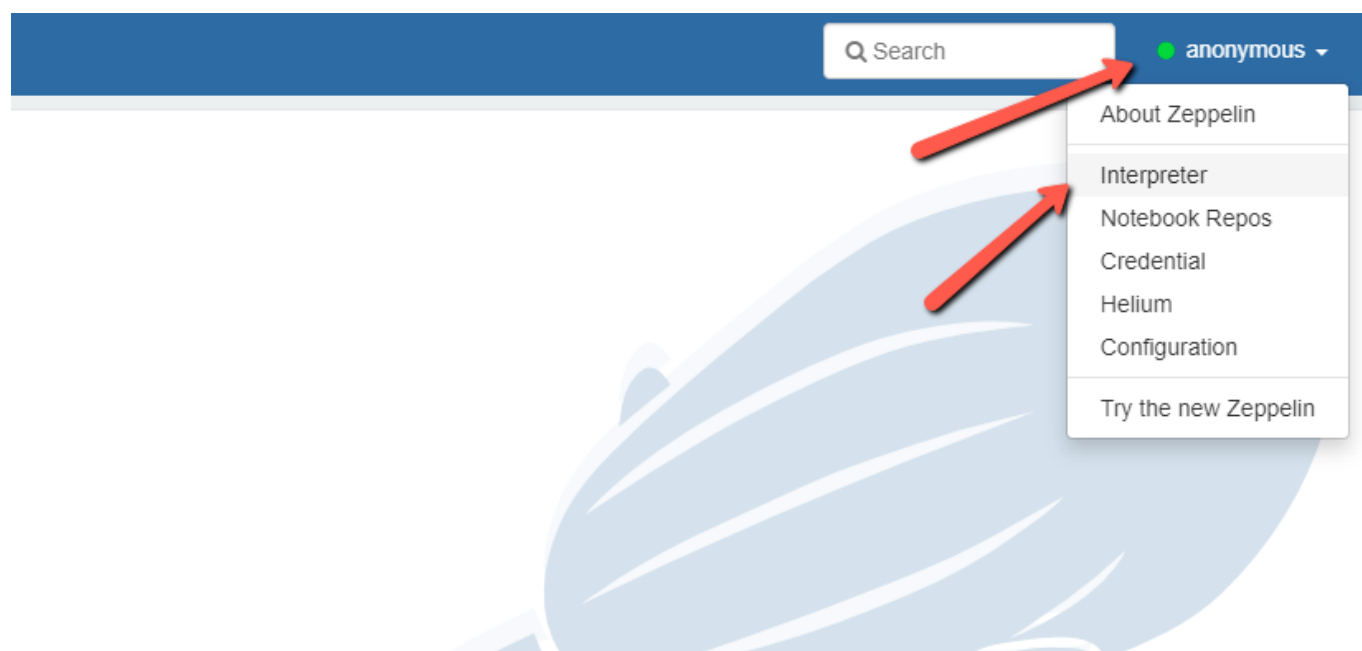 Search
anonymous
About Zeppelin
Interpreter
Notebook Repos
Credential
Helium
Configuration
Try the new Zeppelin